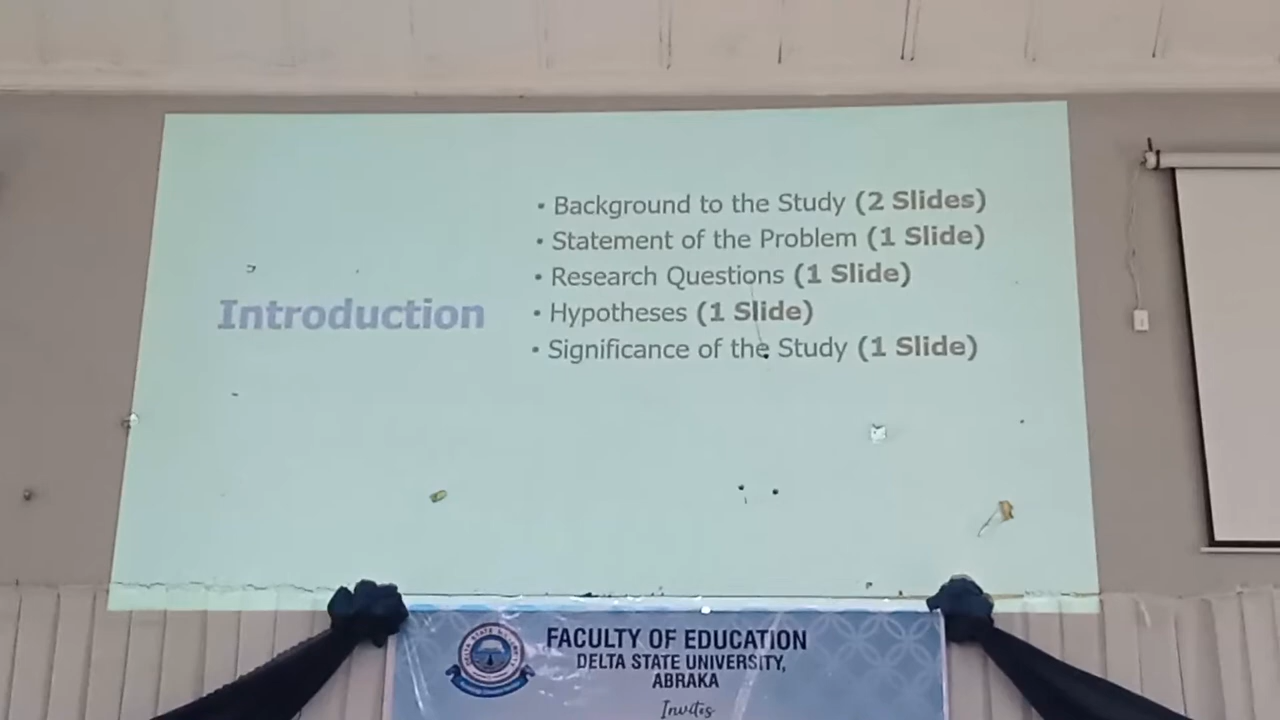 Introduction
• Background to the Study (2 Slides)
• Statement of the Problem (1 Slide)
• Research Questions (1 Slide)
• Hypotheses (1 Slide)
• Significance of the Study (1 Slide)
FACULTY OF EDUCATION
DELTA STATE UNIVERSITY,
ABRAKA
Invites